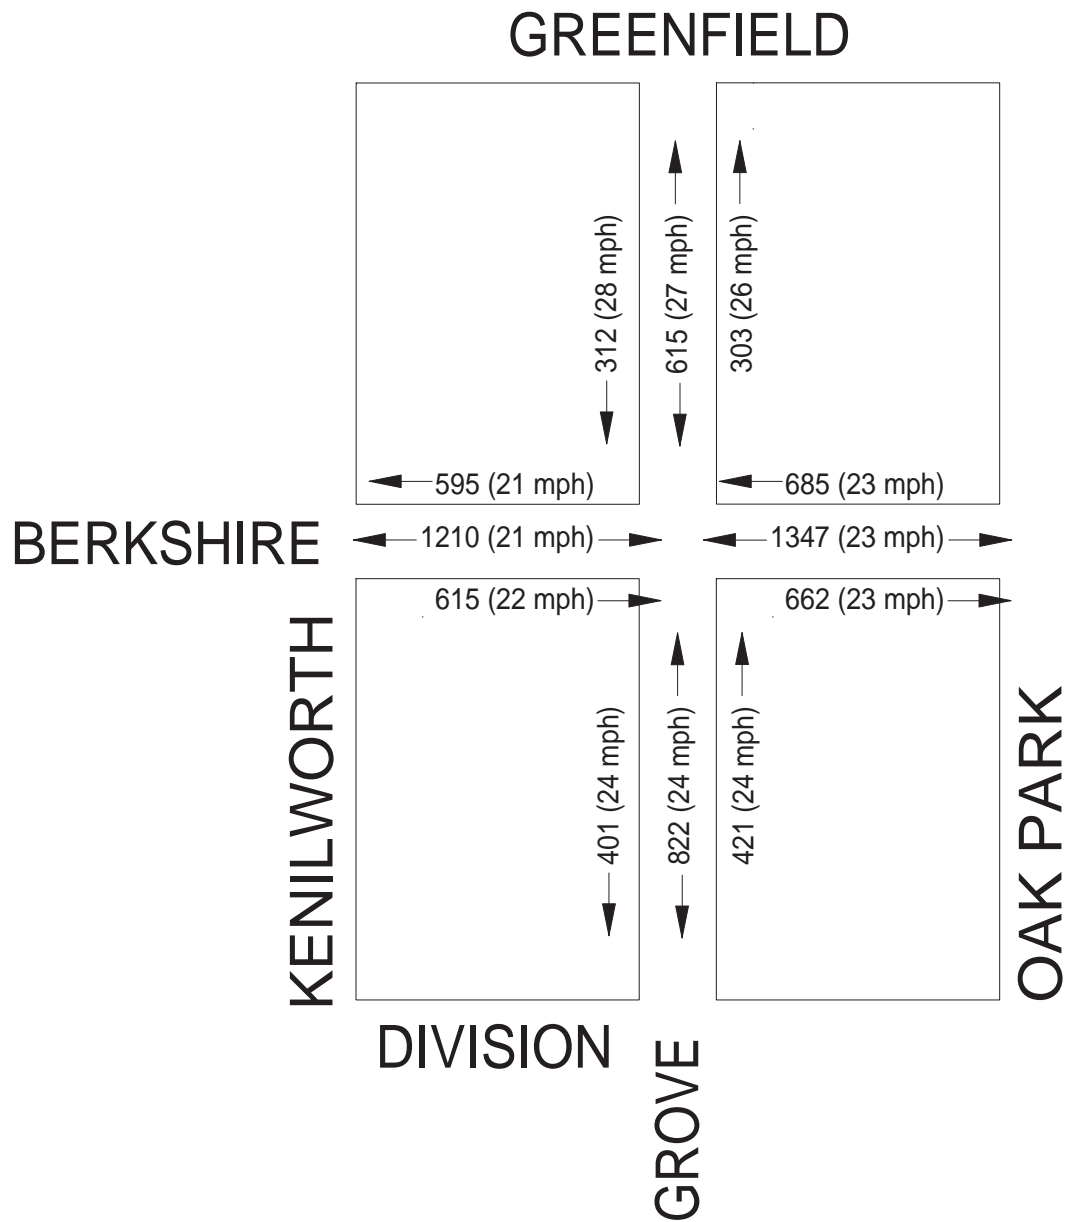 GREENFIELD
312 (28 mph)
615 (27 mph)
303 (26 mph)
595 (21 mph)
685 (23 mph)
BERKSHIRE
1210 (21 mph)
1347 (23 mph)
615 (22 mph)
662 (23 mph)
KENILWORTH
401 (24 mph)
822 (24 mph)
421 (24 mph)
OAK PARK
DIVISION
GROVE